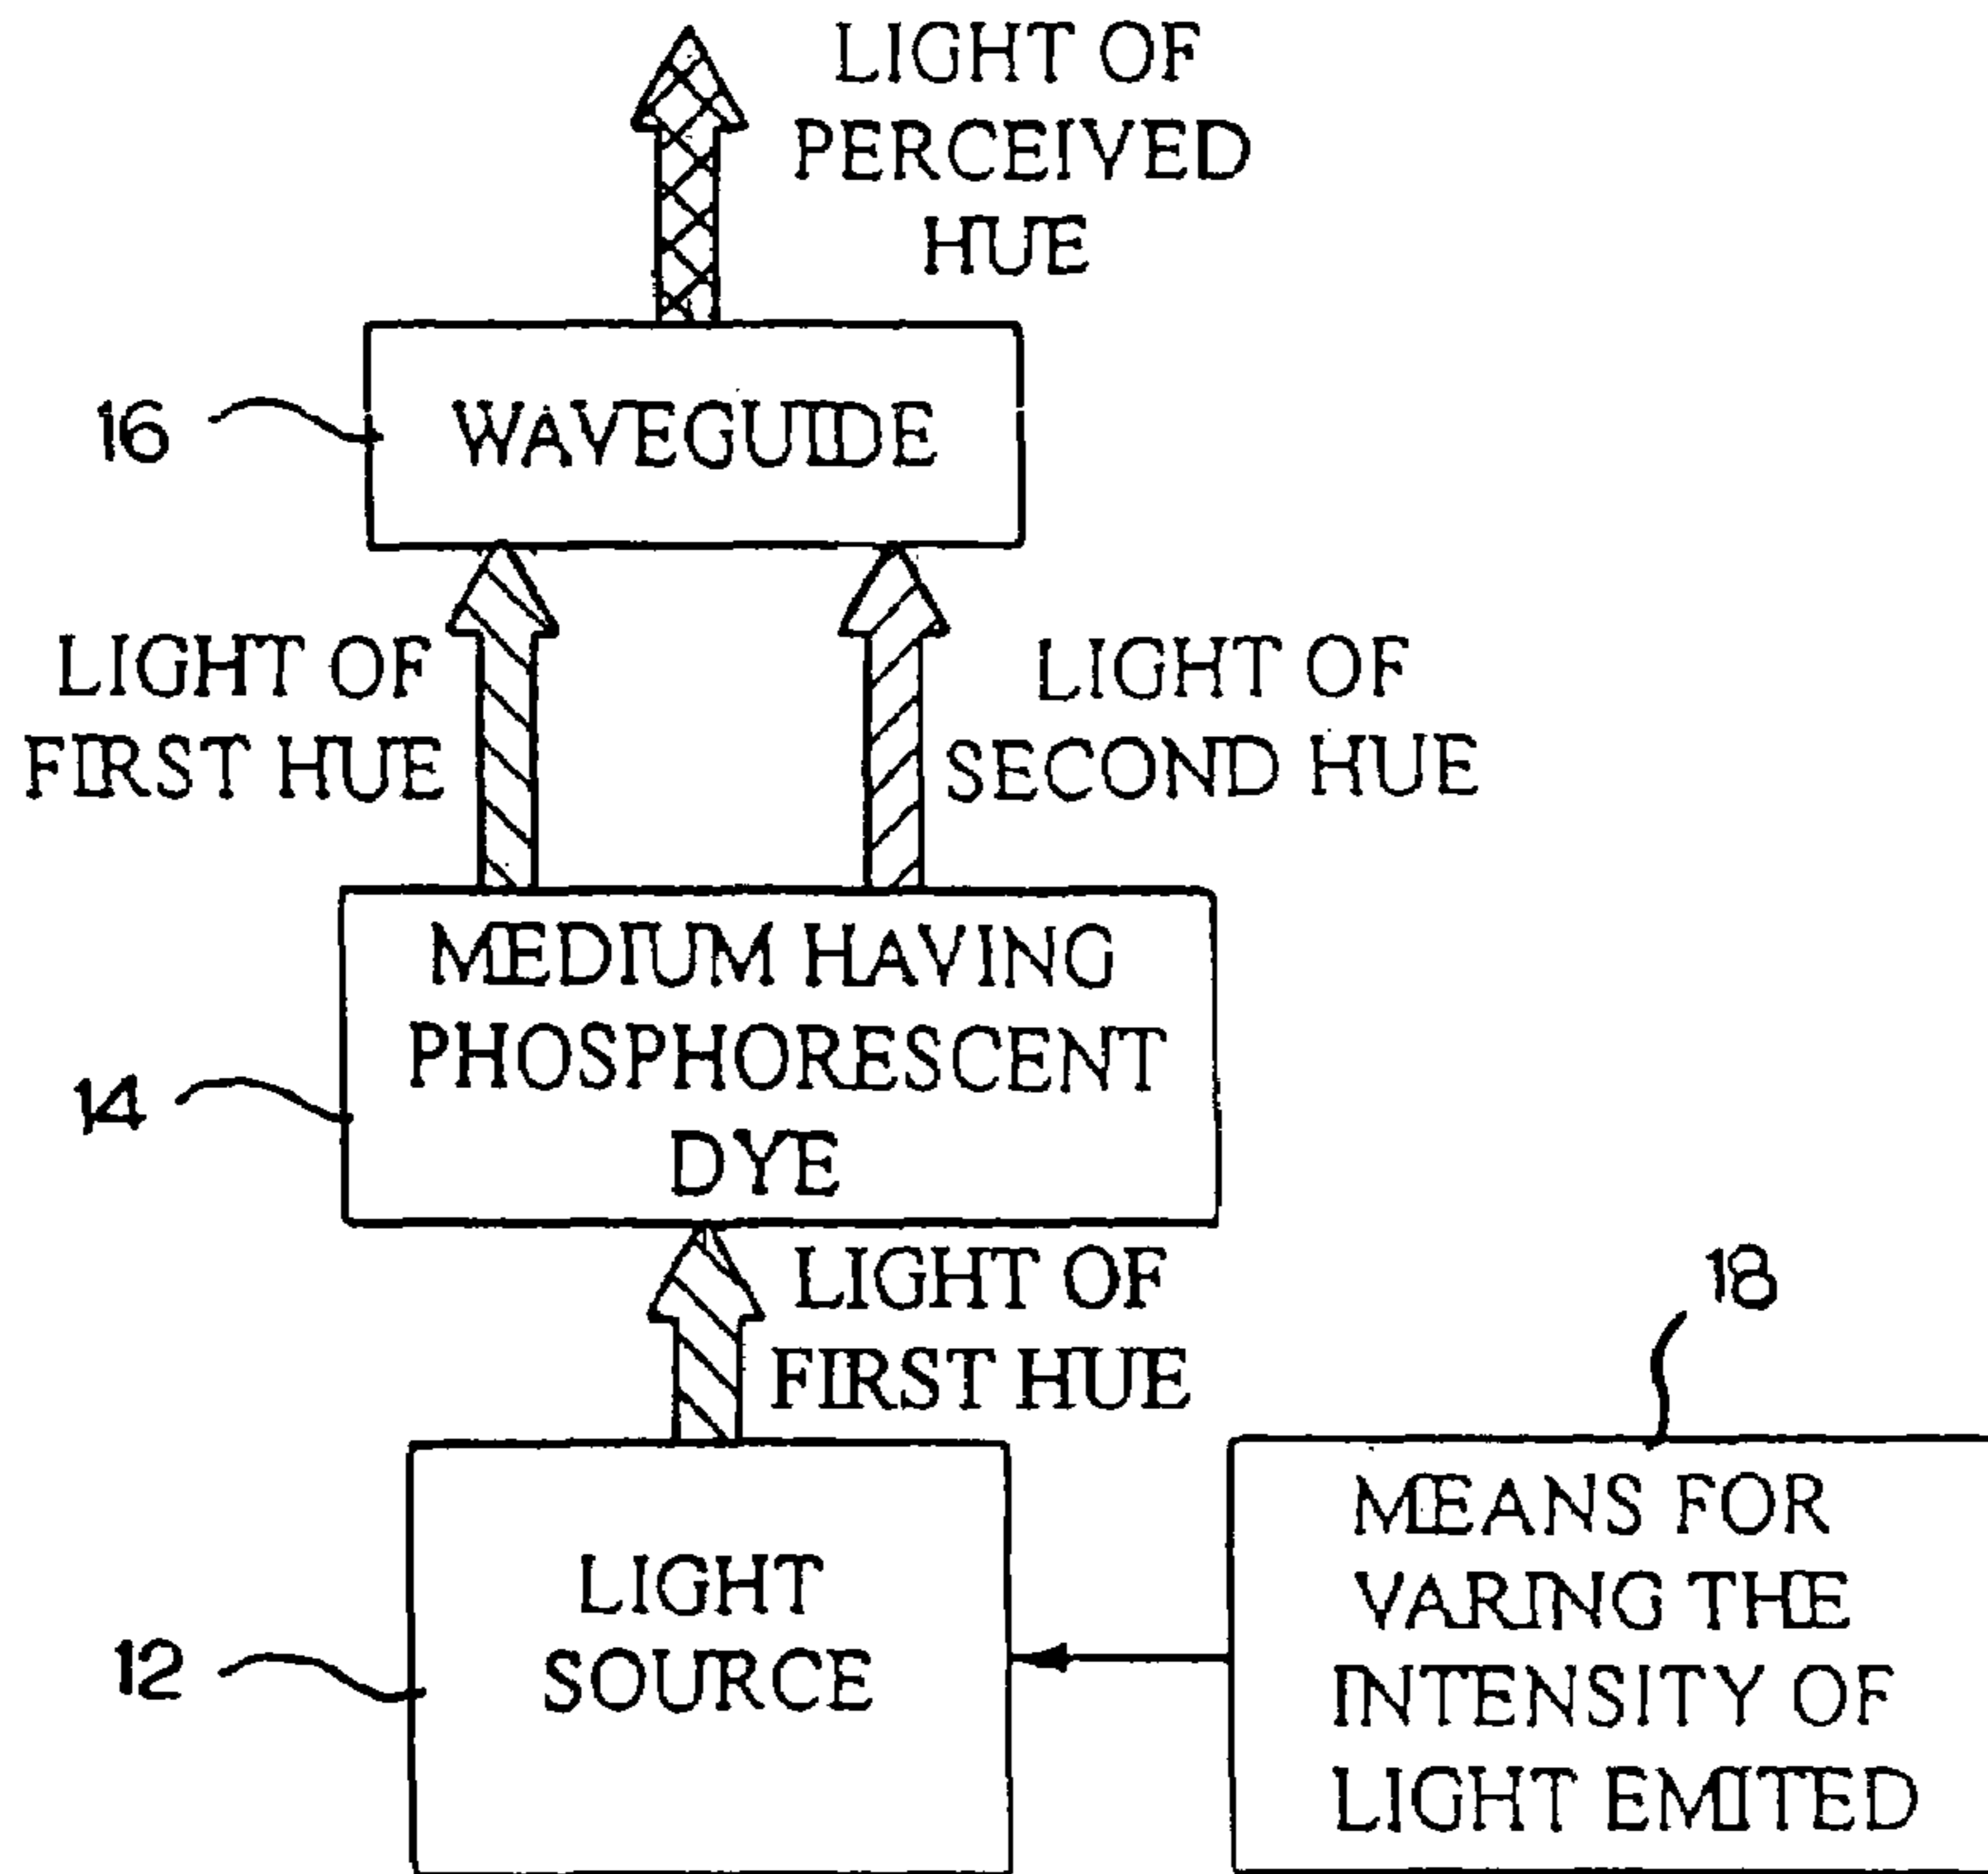 LIGHT OF
PERCEIVED
HUE
16
WAVEGUIDE
LIGHT OF
FIRST HUE
LIGHT OF
SECOND HUE
MEDIUM HAVING
PHOSPHORESCENT
DYE
14
LIGHT OF
FIRST HUE
18
LIGHT
SOURCE
12
MEANS FOR
VARING THE
INTENSITY OF
LIGHT EMITED